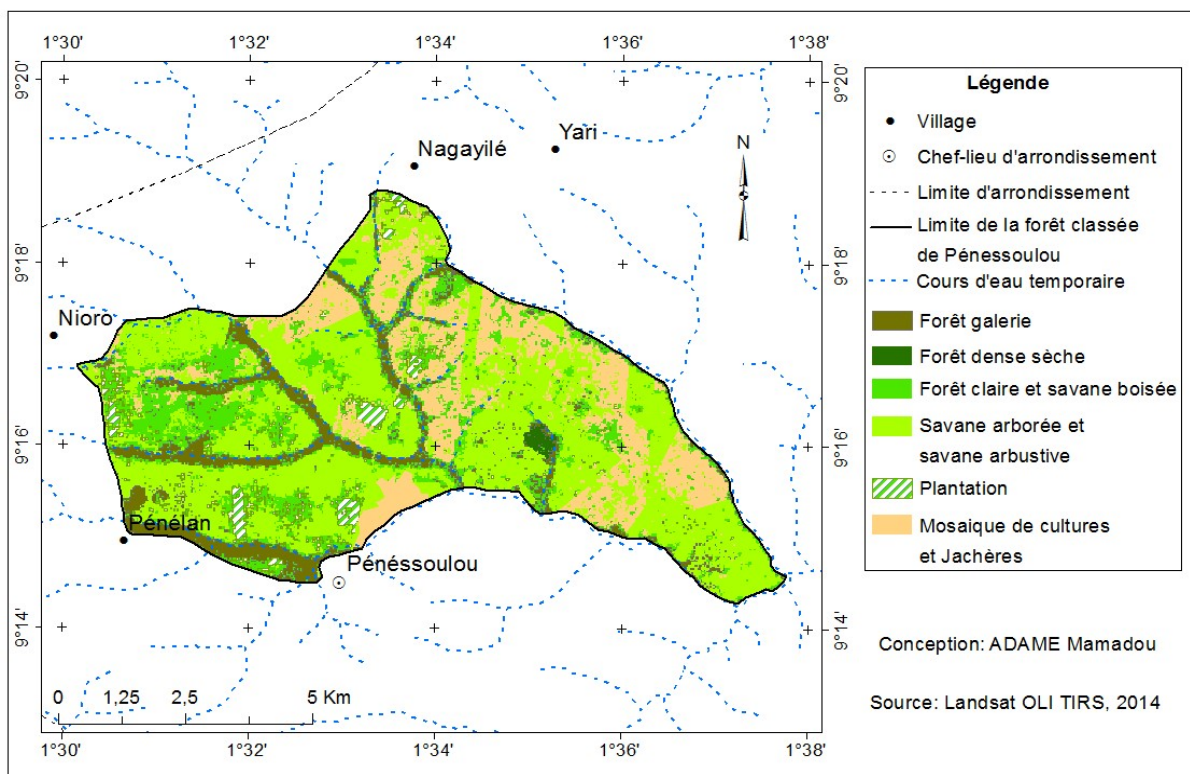 1°30' 1°32' 1°34' 1°36' 1°38'
9°20' 9°20'
Yari
Nagayilé
N
9°18' 9°18'
Nioro
9°16' 9°16'
Pénélan
Pénéssoulou
9°14' 9°14'
0 1,25 2,5 5 Km
1°30' 1°32' 1°34' 1°36' 1°38'
Légende
Village
Chef-lieu d'arrondissement
Limite d'arrondissement
Limite de la forêt classée
de Pénessoulou
Cours d'eau temporaire
Forêt galerie
Forêt dense sèche
Forêt claire et savane boisée
Savane arborée et
savane arbustive
Plantation
Mosaique de cultures
et Jachères
Conception: ADAME Mamadou
Source: Landsat OLI TIRS, 2014